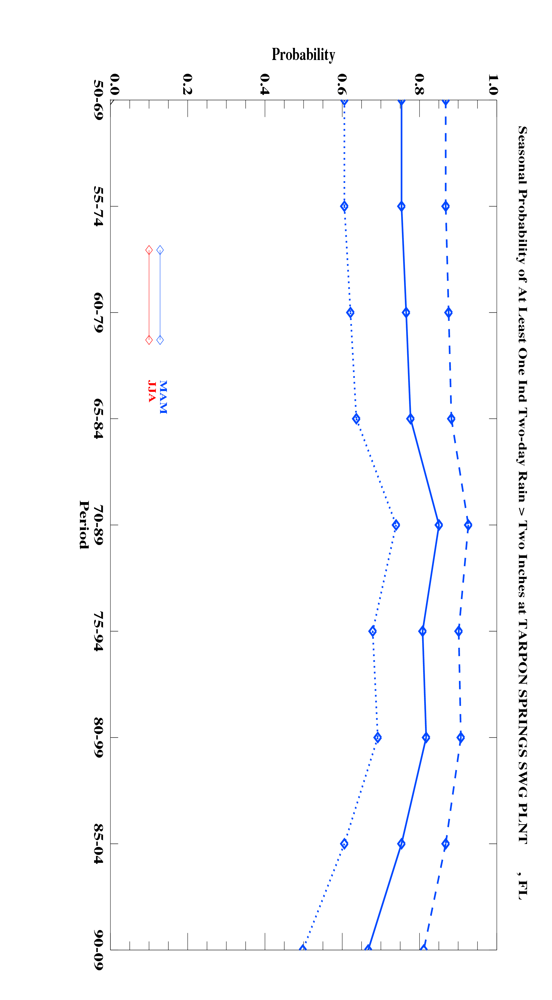 Seasonal Probability of At Least One Ind Two-day Rain > Two Inches at TARPON SPRINGS SWG PLNT , FL
Probability
1.0
0.8
0.6
0.4
0.2
0.0
MAM
JJA
50-69 55-74 60-79 65-84 70-89 75-94 80-99 85-04 90-09
Period